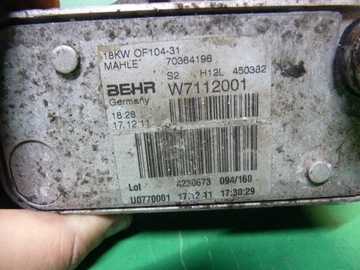 18KW OF104-31
MAHLE 70364196
S2 H12L 450382
BEHR W7112001
Germany
18:28
17.12.11
Lot 4230673 094/160
U0770001 17.12.11 17:30:29